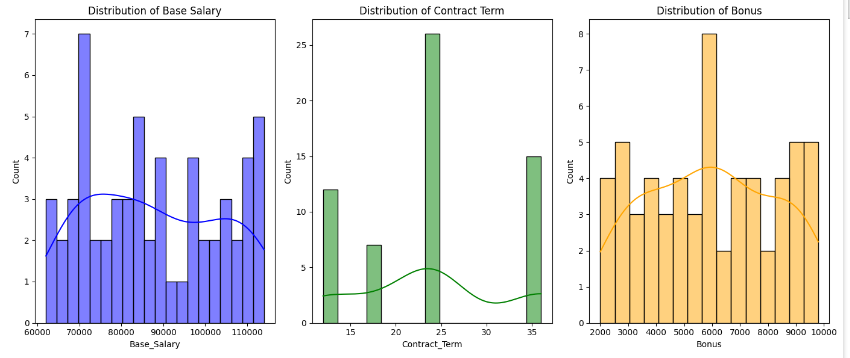 Distribution of Base Salary
Count
7
6
5
4
3
2
1
0
60000 70000 80000 90000 100000 110000
Base_Salary
Distribution of Contract Term
Count
25
20
15
10
5
0
15 20 25 30 35
Contract_Term
Distribution of Bonus
Count
8
7
6
5
4
3
2
1
0
2000 3000 4000 5000 6000 7000 8000 9000 10000
Bonus